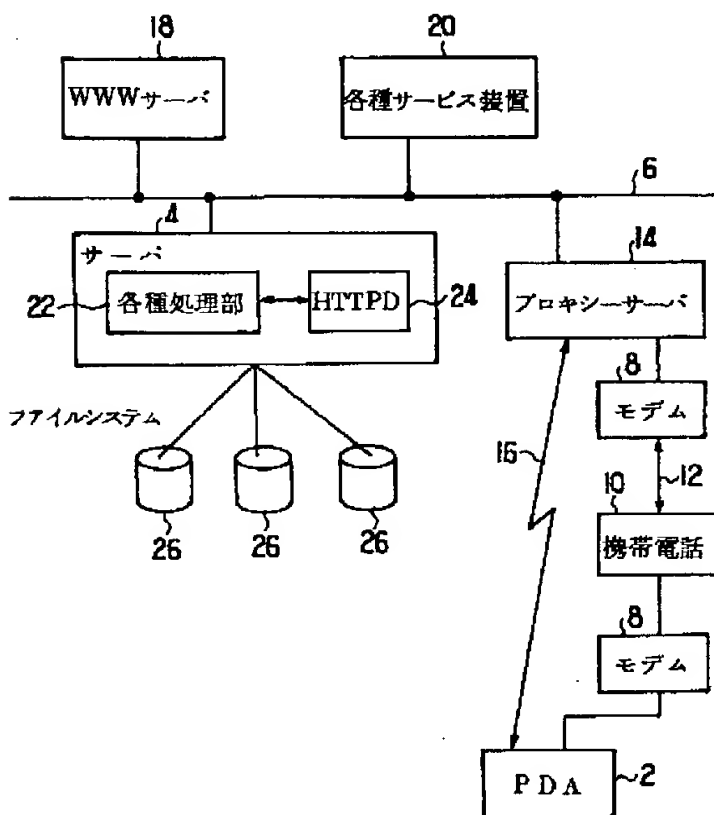 18
20
WWWサーバ
各種サービス装置
6
4
14
サーバ
プロキシーサーバ
22
各種処理部
HTTPD
24
8
モデム
ファイルシステム
16
12
10
携帯電話
26
26
26
8
モデム
PDA
2